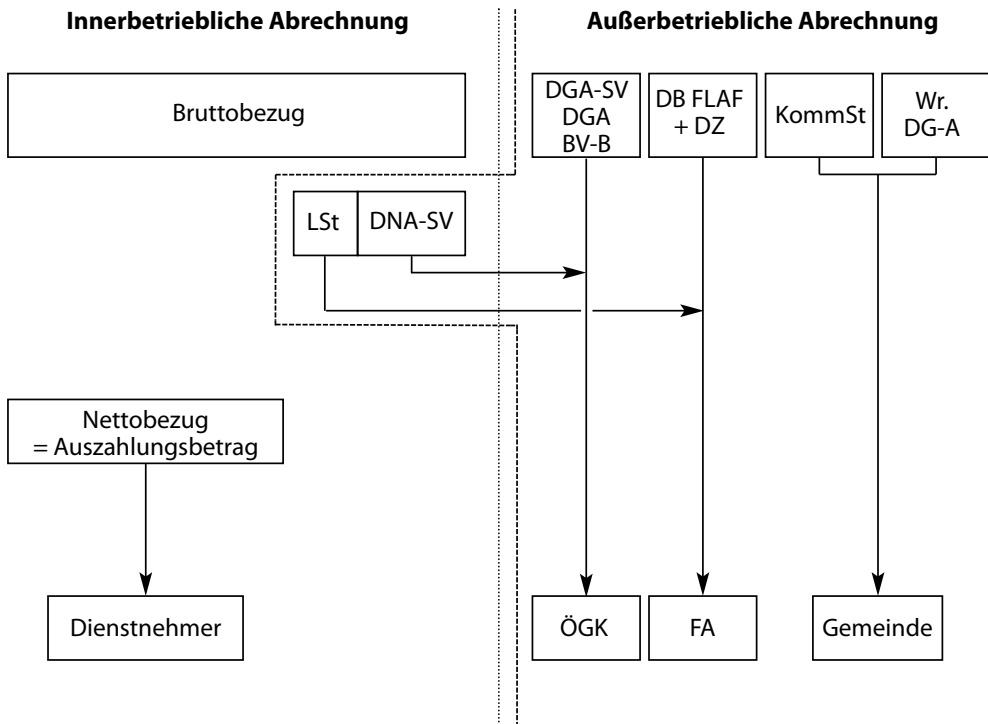 Innerbetriebliche Abrechnung
Außerbetriebliche Abrechnung
Bruttobezug
DGA-SV
DGA
BV-B
DB FLAF
+ DZ
KommSt
Wr.
DG-A
LSt
DNA-SV
Nettobezug
= Auszahlungsbetrag
Dienstnehmer
ÖGK
FA
Gemeinde